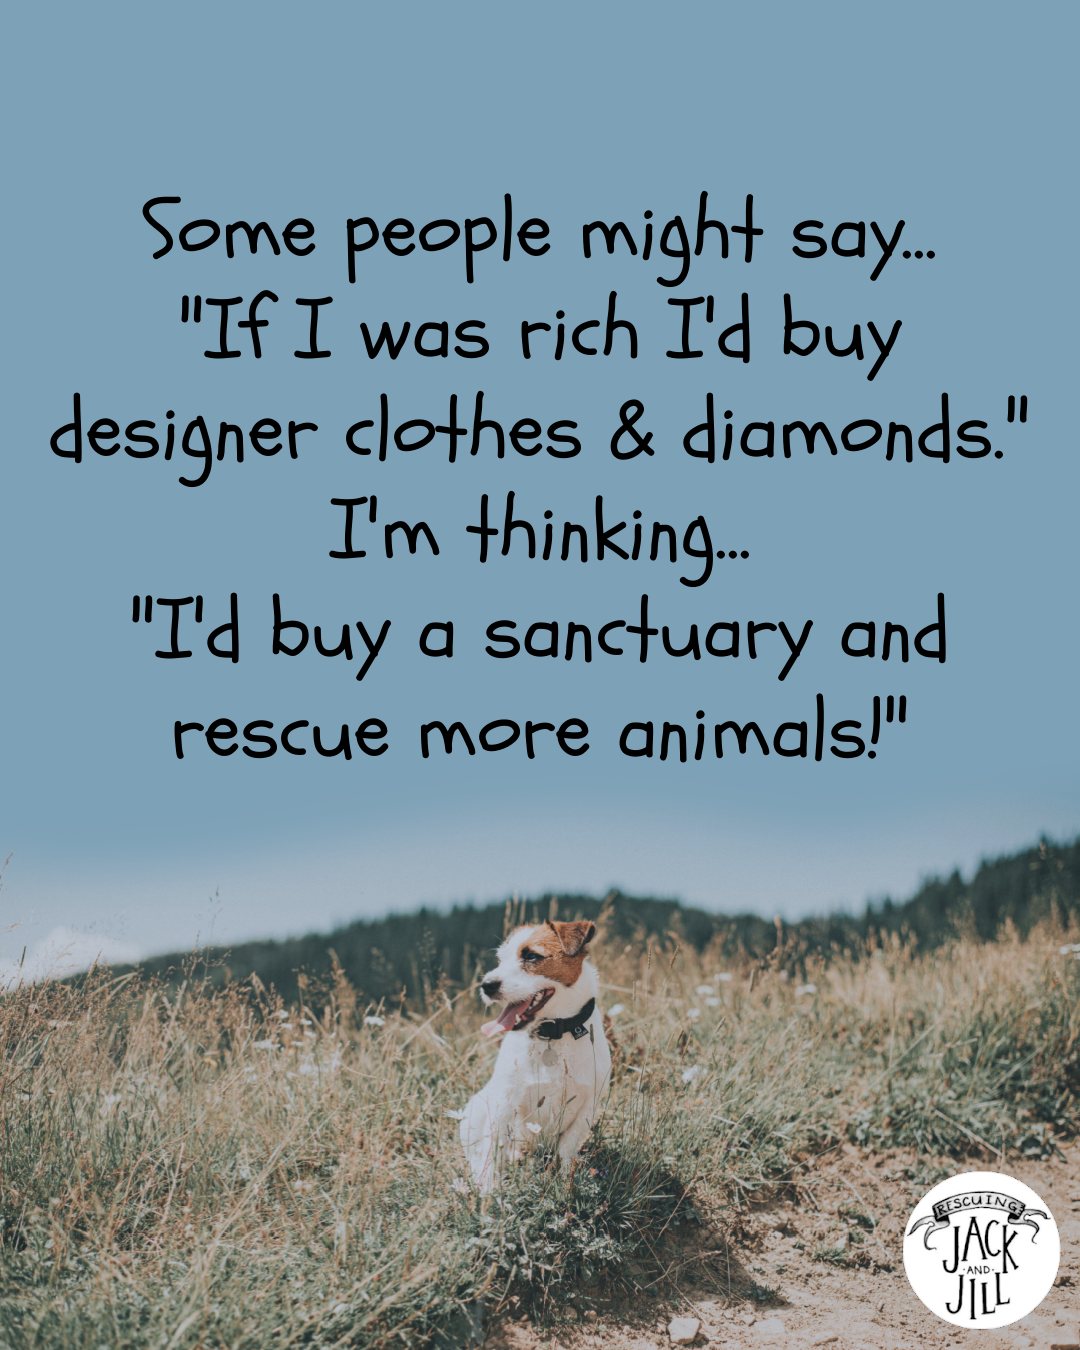 Some people might say...
"If I was rich I'd buy
designer clothes & diamonds."
I'm thinking...
"I'd buy a sanctuary and
rescue more animals!"
RESCUING
JACK
AND
JILL